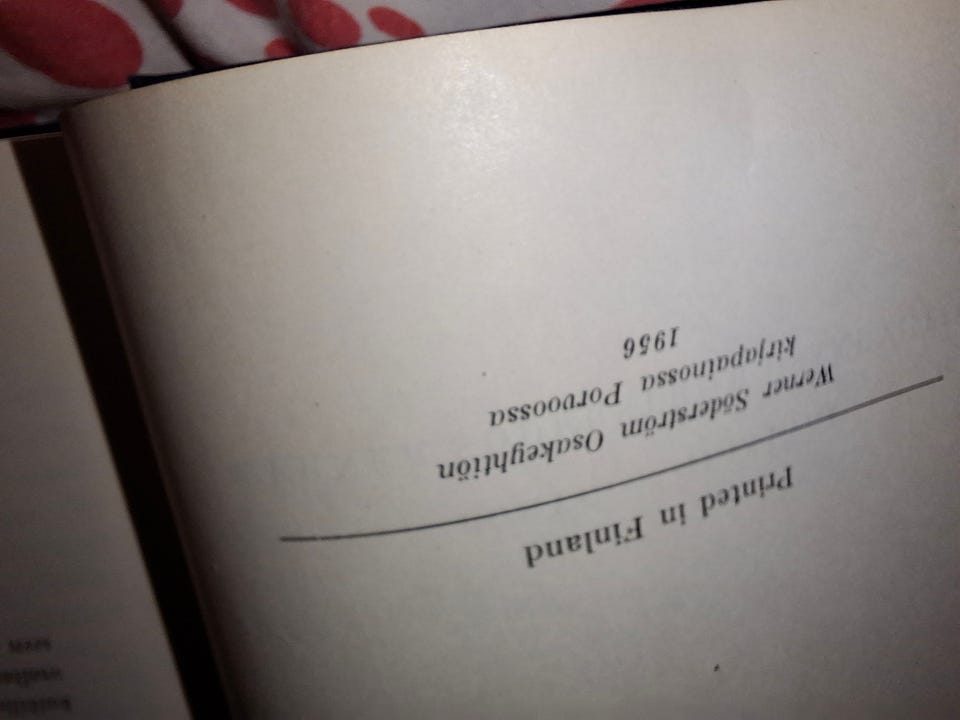 Printed in Finland
Werner Söderström Osakeyhtiön
kirjapainossa Porvoossa
1956